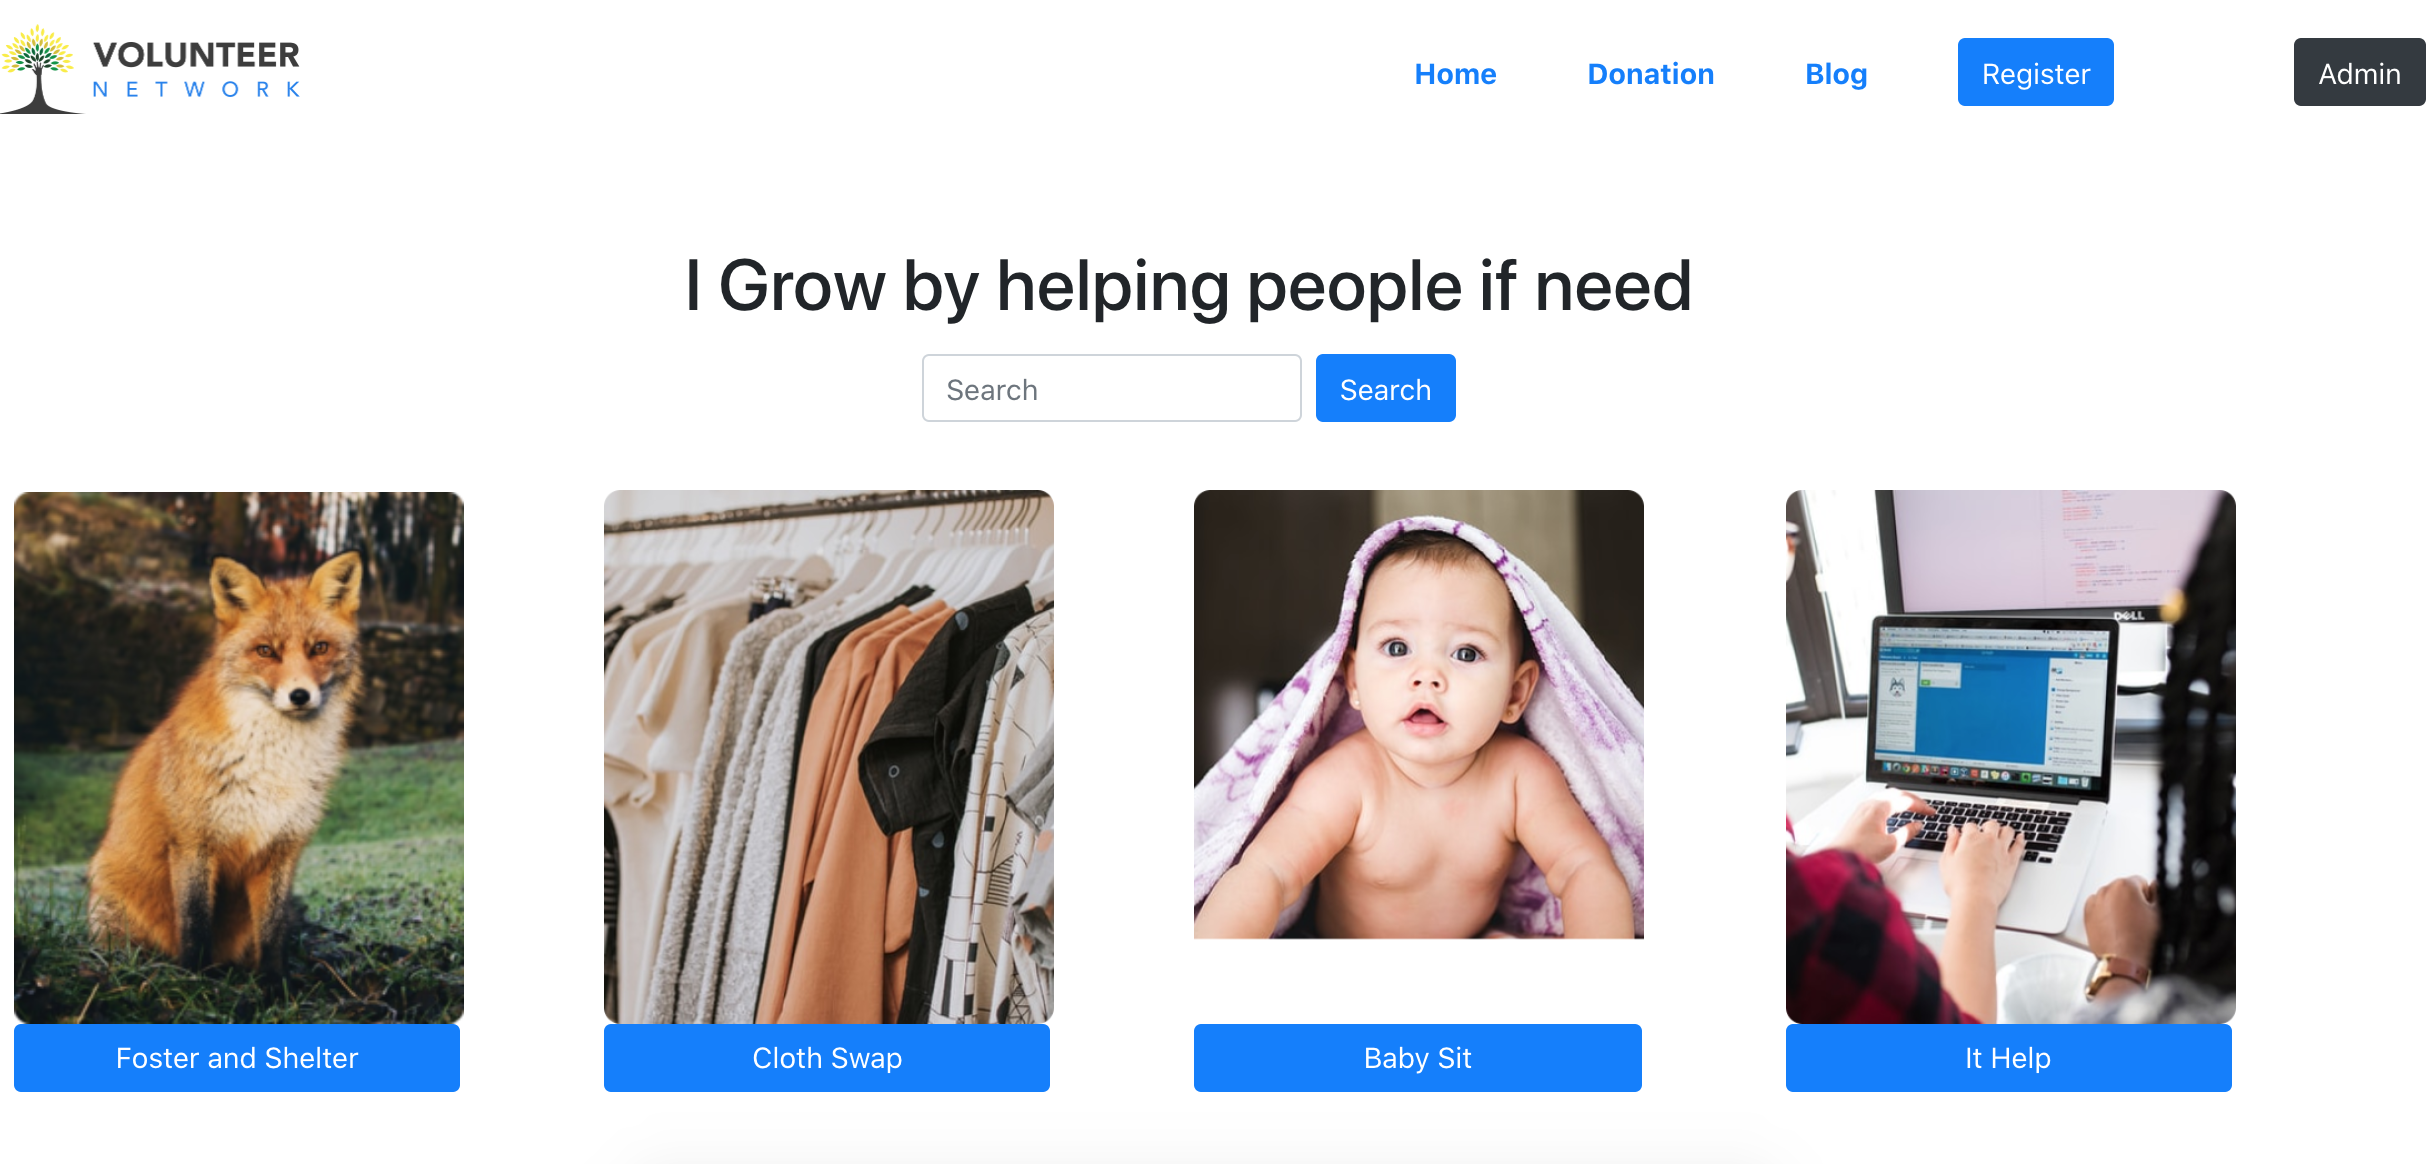 VOLUNTEER
NETWORK
Home Donation Blog Register Admin
I Grow by helping people if need
Search Search
DELL
Foster and Shelter Cloth Swap Baby Sit It Help